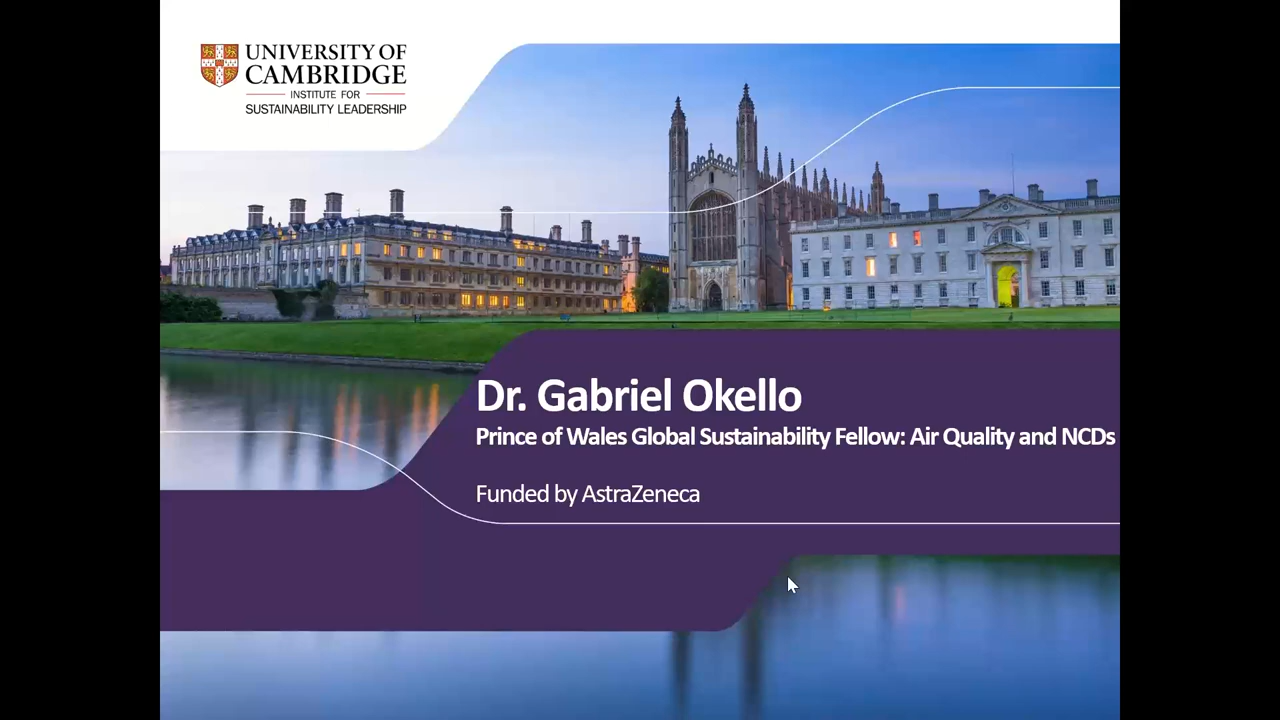 UNIVERSITY OF
CAMBRIDGE
INSTITUTE FOR
SUSTAINABILITY LEADERSHIP
Dr. Gabriel Okello
Prince of Wales Global Sustainability Fellow: Air Quality and NCDs
Funded by AstraZeneca